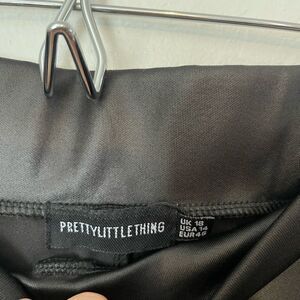 PRETTYLITTLETHING
UK 18
USA 14
EUR 46